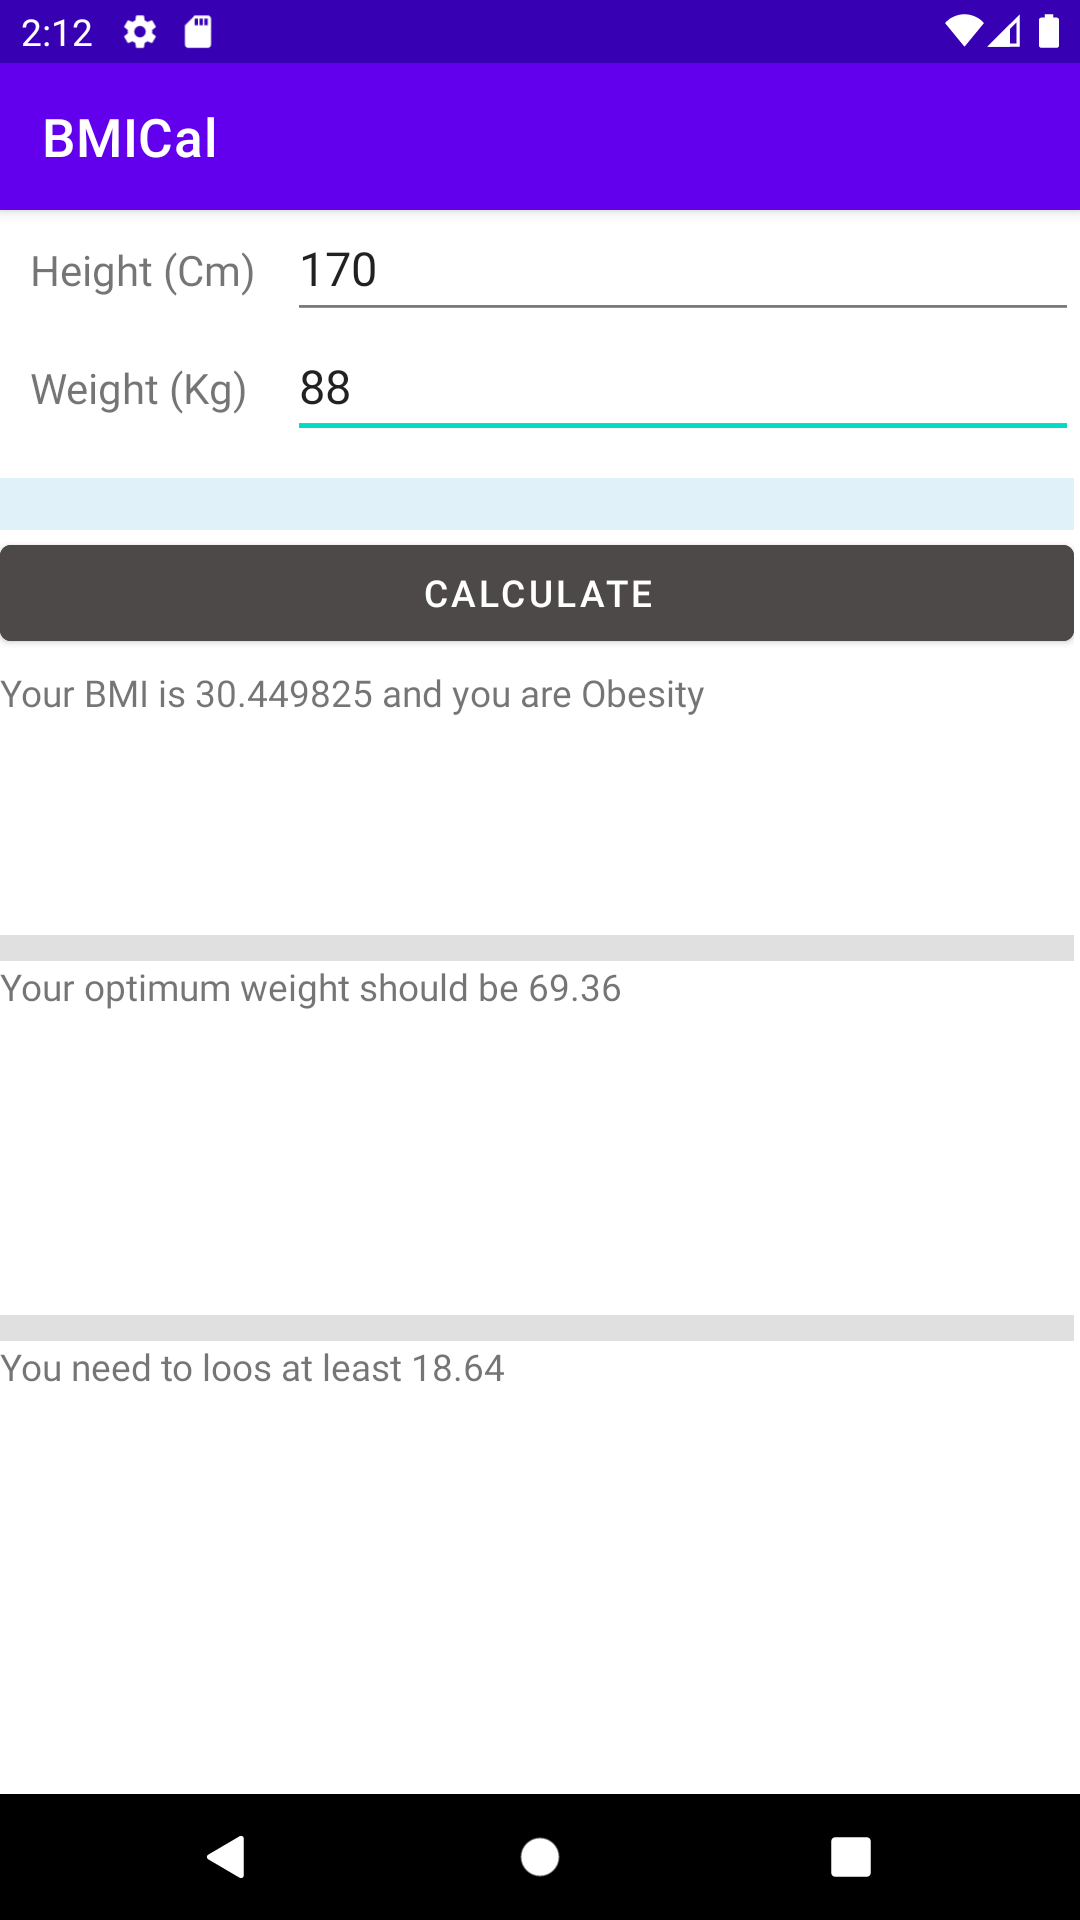 2:12
BMICal
Height (Cm) 170
Weight (Kg) 88
CALCULATE
Your BMI is 30.449825 and you are Obesity
Your optimum weight should be 69.36
You need to loos at least 18.64